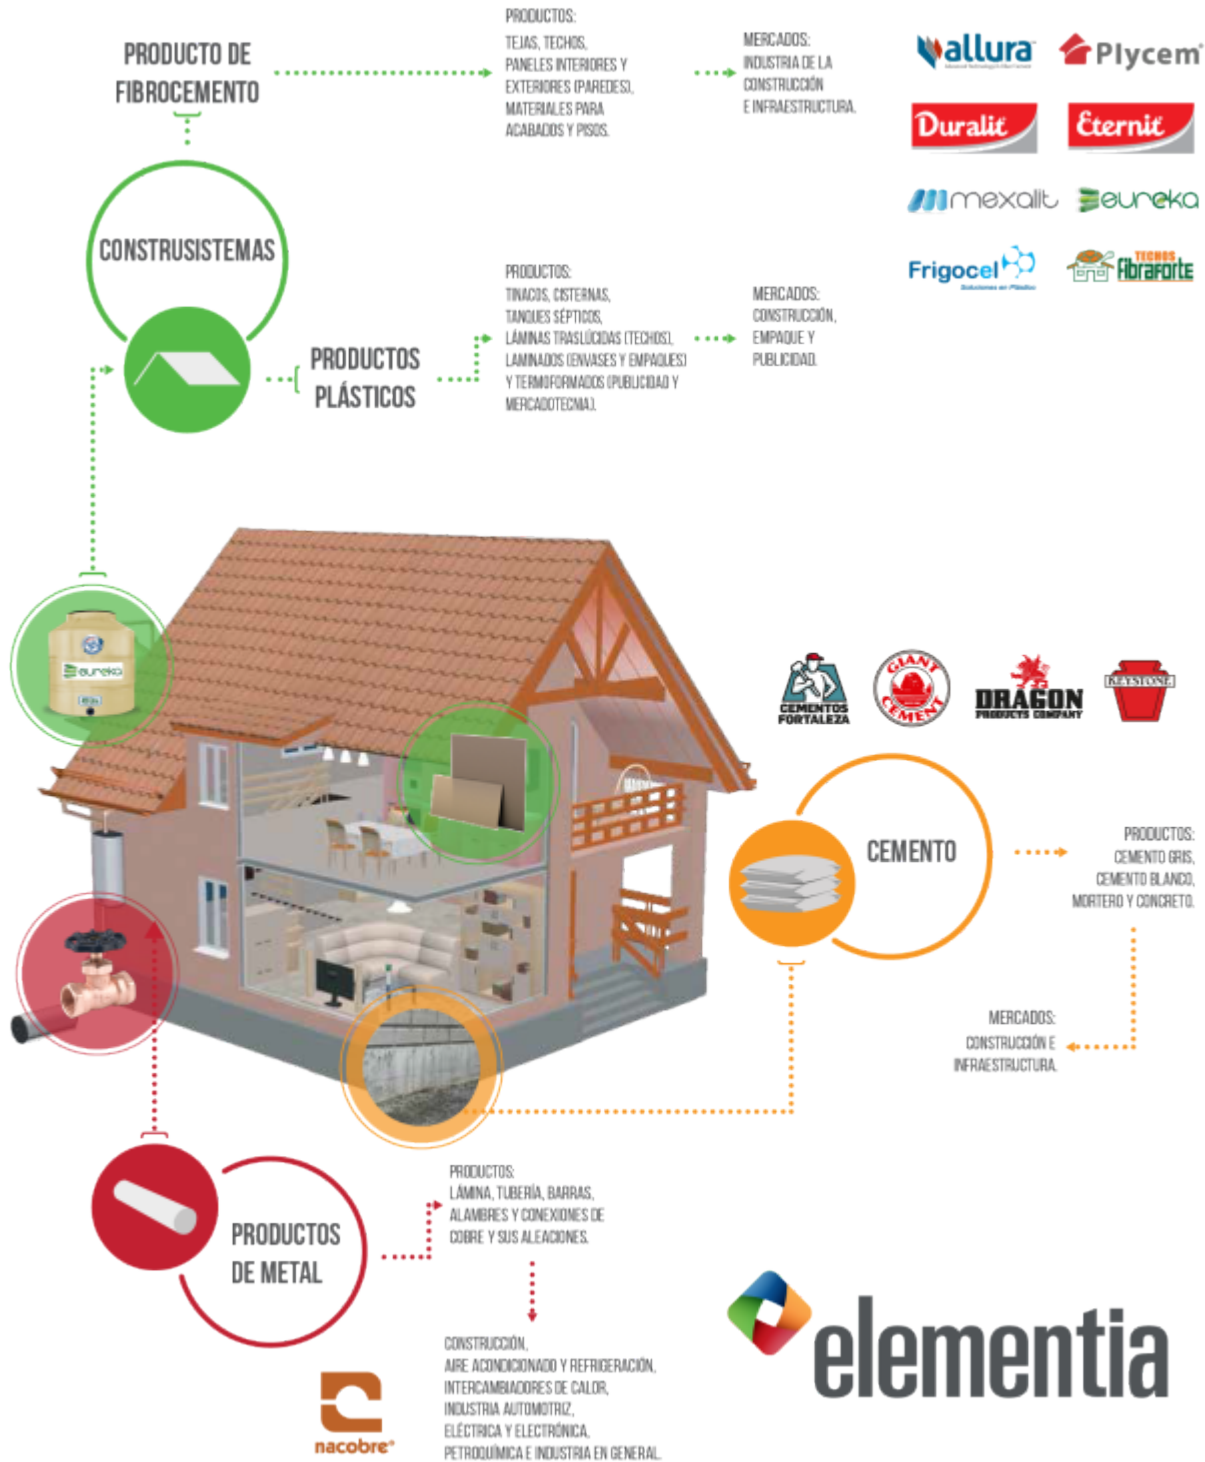 PRODUCTO DE
FIBROCEMENTO
PRODUCTOS:
TEJAS, TECHOS,
PANELES INTERIORES Y
EXTERIORES (PAREDES),
MATERIALES PARA
ACABADOS Y PISOS.
MERCADOS:
INDUSTRIA DE LA
CONSTRUCCIÓN
E INFRAESTRUCTURA.
allura
Plycem
Duralit
Eternit
mexalit
eureka
Frigocel
Soluciones en Plástico
TECHOS
Fibraforte
CONSTRUSISTEMAS
PRODUCTOS
PLÁSTICOS
PRODUCTOS:
TINACOS, CISTERNAS,
TANQUES SÉPTICOS,
LÁMINAS TRASLÚCIDAS (TECHOS),
LAMINADOS (ENVASES Y EMPAQUES)
Y TERMOFORMADOS (PUBLICIDAD Y
MERCADOTECNIA).
MERCADOS:
CONSTRUCCIÓN,
EMPAQUE Y
PUBLICIDAD.
eureka
CEMENTOS
FORTALEZA
GIANT
CEMENT
DRAGON
PRODUCTS COMPANY
KEYSTONE
CEMENTO
PRODUCTOS:
CEMENTO GRIS,
CEMENTO BLANCO,
MORTERO Y CONCRETO.
MERCADOS:
CONSTRUCCIÓN E
INFRAESTRUCTURA.
PRODUCTOS
DE METAL
PRODUCTOS:
LÁMINA, TUBERÍA, BARRAS,
ALAMBRES Y CONEXIONES DE
COBRE Y SUS ALEACIONES.
CONSTRUCCIÓN,
AIRE ACONDICIONADO Y REFRIGERACIÓN,
INTERCAMBIADORES DE CALOR,
INDUSTRIA AUTOMOTRIZ,
ELÉCTRICA Y ELECTRÓNICA,
PETROQUÍMICA E INDUSTRIA EN GENERAL.
nacobre
elementia